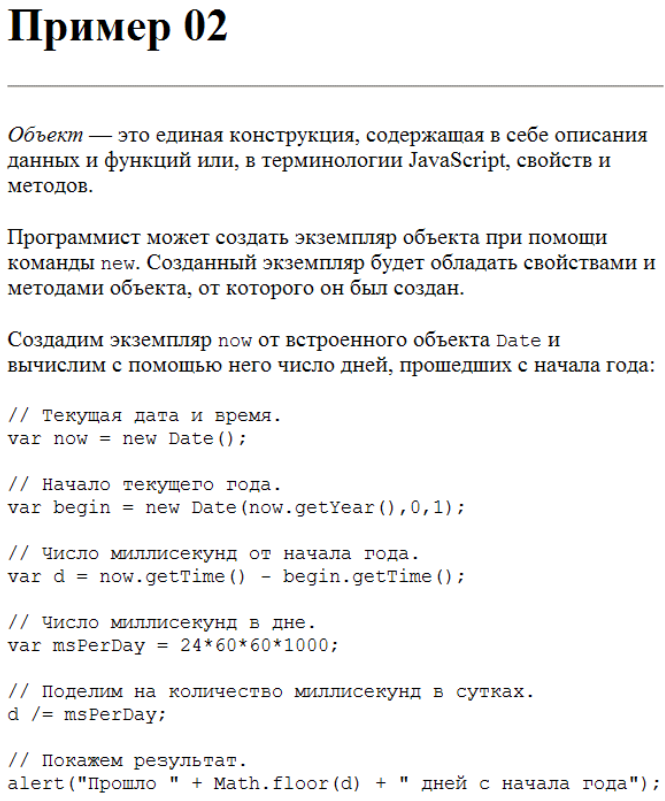 Пример 02
Объект — это единая конструкция, содержащая в себе описания
данных и функций или, в терминологии JavaScript, свойств и
методов.
Программист может создать экземпляр объекта при помощи
команды new. Созданный экземпляр будет обладать свойствами и
методами объекта, от которого он был создан.
Создадим экземпляр now от встроенного объекта Date и
вычислим с помощью него число дней, прошедших с начала года:
// Текущая дата и время.
var now = new Date();
// Начало текущего года.
var begin = new Date(now.getYear(),0,1);
// Число миллисекунд от начала года.
var d = now.getTime() - begin.getTime();
// Число миллисекунд в дне.
var msPerDay = 24*60*60*1000;
// Поделим на количество миллисекунд в сутках.
d /= msPerDay;
// Покажем результат.
alert("Прошло " + Math.floor(d) + " дней с начала года");